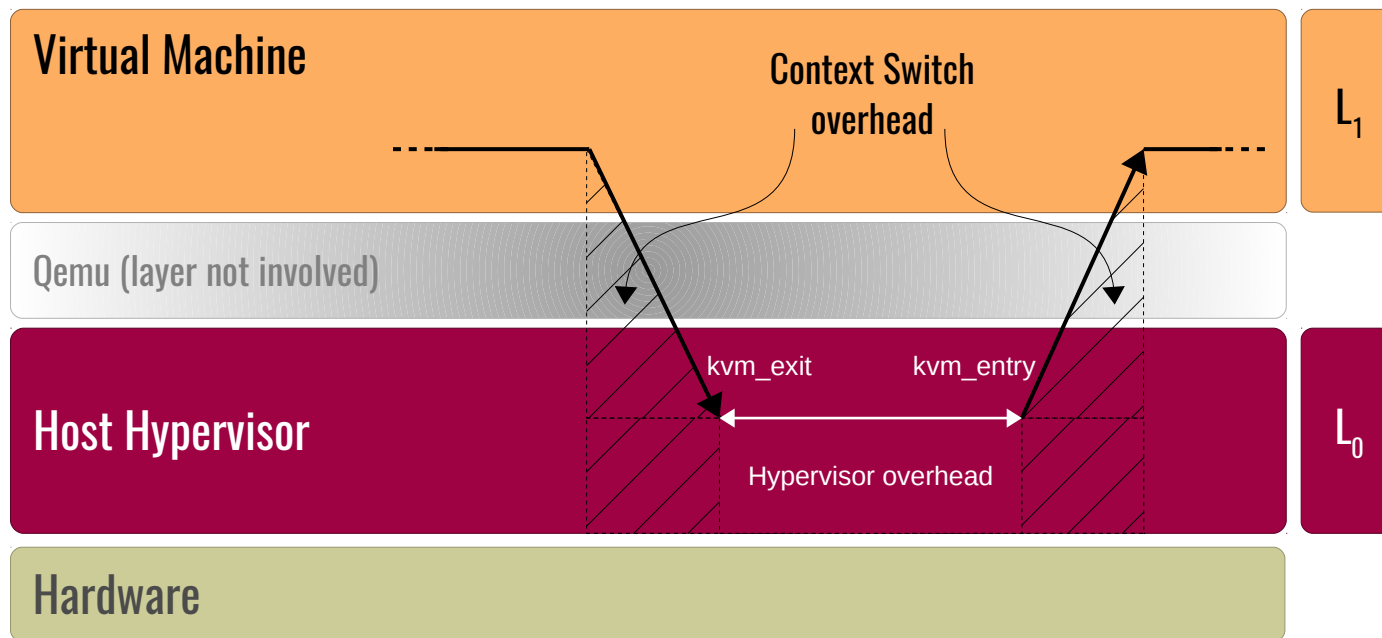 Virtual Machine
Context Switch
overhead
L1
Qemu (layer not involved)
kvm_exit
kvm_entry
Host Hypervisor
L0
Hypervisor overhead
Hardware